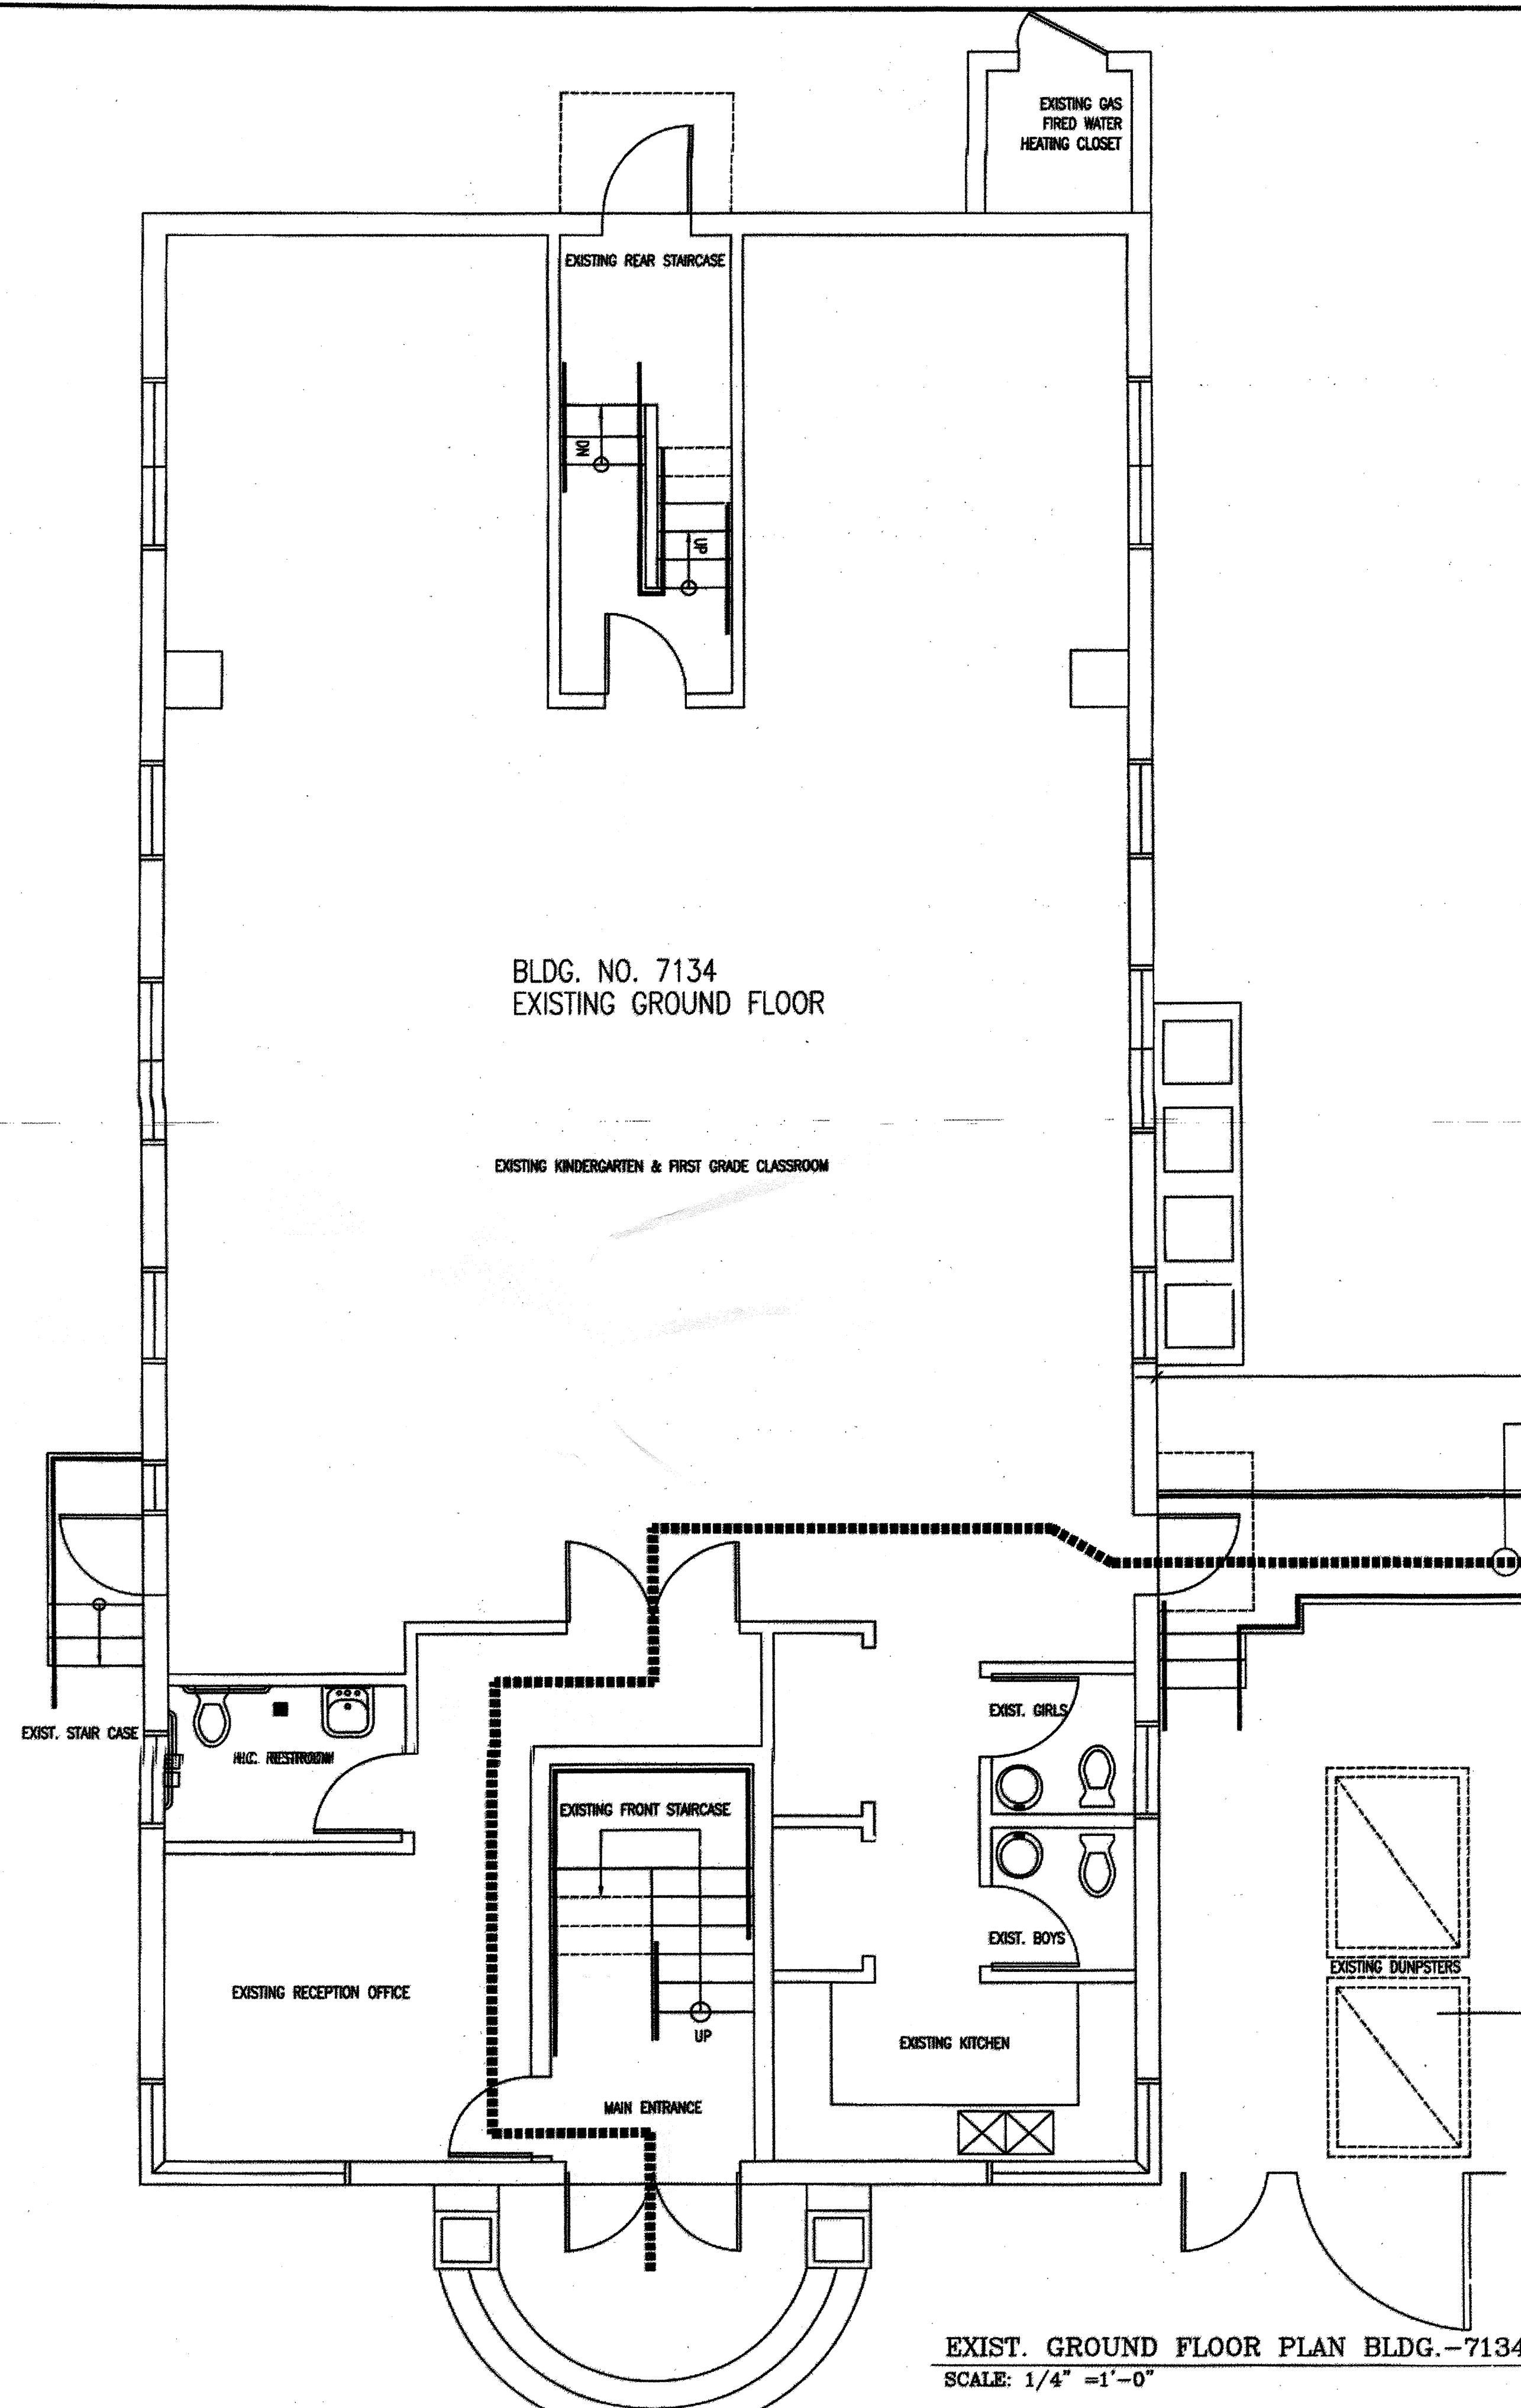 EXISTING GAS
FIRED WATER
HEATING CLOSET
EXISTING REAR STAIRCASE
DN
UP
BLDG. NO. 7134
EXISTING GROUND FLOOR
EXISTING KINDERGARTEN & FIRST GRADE CLASSROOM
EXIST. STAIR CASE
H.C. RESTROOM
EXIST. GIRLS
EXISTING FRONT STAIRCASE
EXIST. BOYS
EXISTING DUNPSTERS
EXISTING RECEPTION OFFICE
UP
EXISTING KITCHEN
MAIN ENTRANCE
EXIST. GROUND FLOOR PLAN BLDG.-7134
SCALE: 1/4" =1'-0"